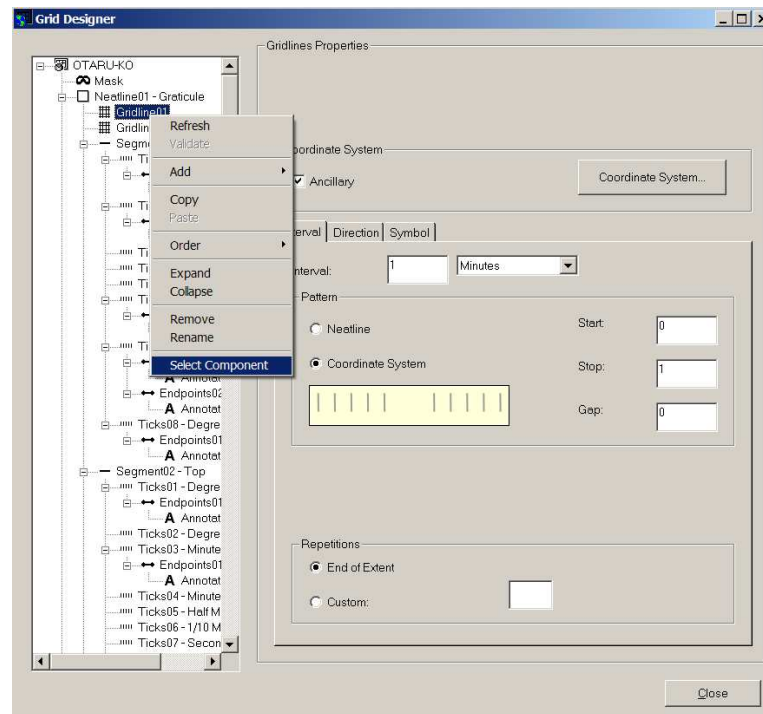 Grid Designer
OTARU-KO
Mask
Neatline01 - Graticule
Gridline01
Gridlin
Segm
Ti
Ti
Ti
Ti
Ti
Ti
Ti
Annotat
Endpoints02
Annotat
Ticks08 - Degre
Endpoints01
Annotat
Segment02 - Top
Ticks01 - Degre
Endpoints01
Annotat
Ticks02 - Degre
Ticks03 - Minute
Endpoints01
Annotat
Ticks04 - Minute
Ticks05 - Half M
Ticks06 - 1/10 M
Ticks07 - Secon
Refresh
Validate
Add
Copy
Paste
Order
Expand
Collapse
Remove
Rename
Select Component
Gridlines Properties
oordinate System
Ancillary
Coordinate System...
erval Direction Symbol
nterval: 1 Minutes
Pattern
Neatline
Coordinate System
Start: 0
Stop: 1
Gap: 0
Repetitions
End of Extent
Custom:
Close